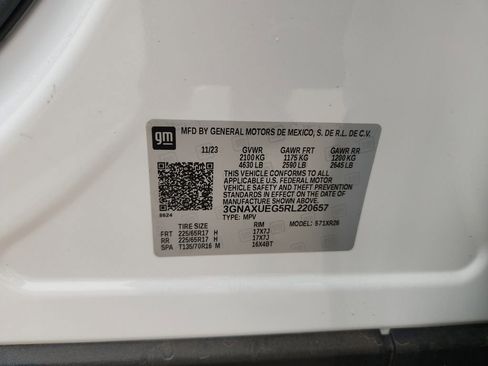 gm
MFD BY GENERAL MOTORS DE MEXICO, S. DE R.L. DE C.V.
11/23 GVWR GAWR FRT GAWR RR
2100 KG 1175 KG 1200 KG
4630 LB 2590 LB 2645 LB
THIS VEHICLE CONFORMS TO ALL
APPLICABLE U.S. FEDERAL MOTOR
VEHICLE SAFETY AND THEFT PREVENTION
STANDARDS IN EFFECT ON THE DATE OF
MANUFACTURE SHOWN ABOVE.
3GNAXUEG5RL220657
8624 TYPE: MPV MODEL: 571XR26
TIRE SIZE RIM
FRT 225/65R17 H 17X7J
RR 225/65R17 H 17X7J
SPA T135/70R16 M 16X4BT